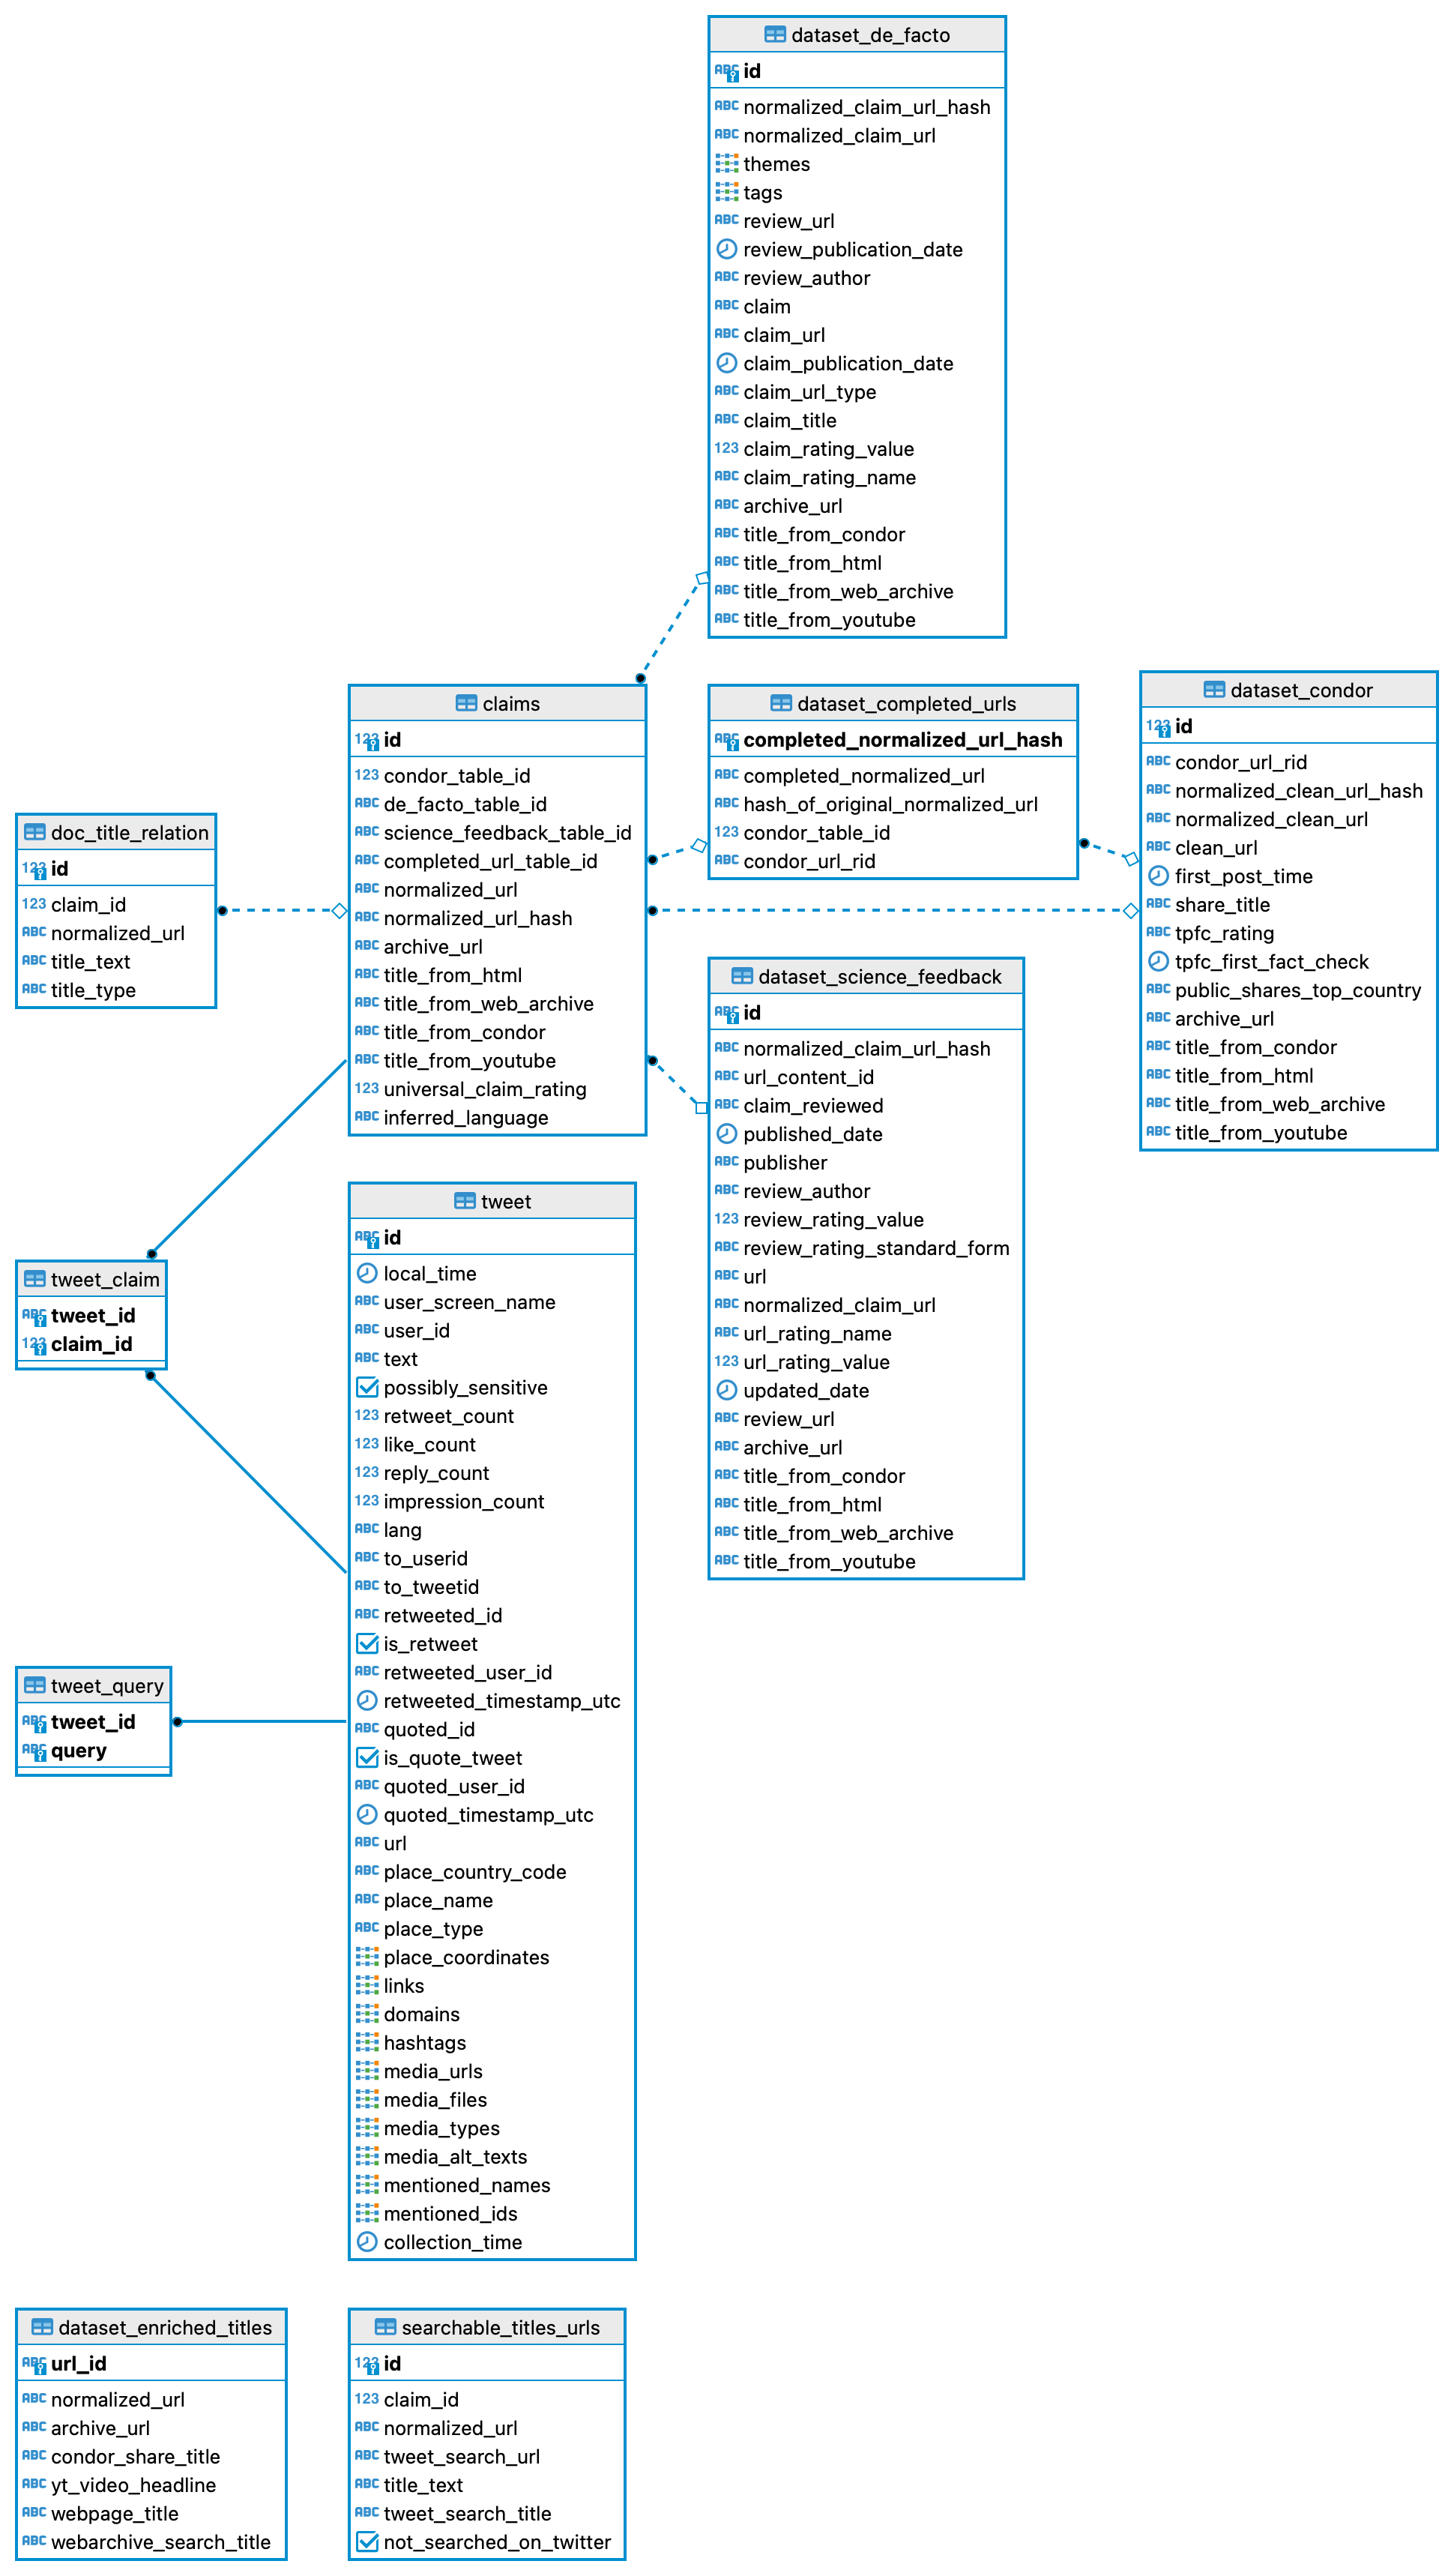 dataset_de_facto
id
normalized_claim_url_hash
normalized_claim_url
themes
tags
review_url
review_publication_date
review_author
claim
claim_url
claim_publication_date
claim_url_type
claim_title
claim_rating_value
claim_rating_name
archive_url
title_from_condor
title_from_html
title_from_web_archive
title_from_youtube
claims
id
condor_table_id
de_facto_table_id
science_feedback_table_id
completed_url_table_id
normalized_url
normalized_url_hash
archive_url
title_from_html
title_from_web_archive
title_from_condor
title_from_youtube
universal_claim_rating
inferred_language
dataset_completed_urls
completed_normalized_url_hash
completed_normalized_url
hash_of_original_normalized_url
condor_table_id
condor_url_rid
dataset_condor
id
condor_url_rid
normalized_clean_url_hash
normalized_clean_url
clean_url
first_post_time
share_title
tpfc_rating
tpfc_first_fact_check
public_shares_top_country
archive_url
title_from_condor
title_from_html
title_from_web_archive
title_from_youtube
doc_title_relation
id
claim_id
normalized_url
title_text
title_type
dataset_science_feedback
id
normalized_claim_url_hash
url_content_id
claim_reviewed
published_date
publisher
review_author
review_rating_value
review_rating_standard_form
url
normalized_claim_url
url_rating_name
url_rating_value
updated_date
review_url
archive_url
title_from_condor
title_from_html
title_from_web_archive
title_from_youtube
tweet
id
local_time
user_screen_name
user_id
text
possibly_sensitive
retweet_count
like_count
reply_count
impression_count
lang
to_userid
to_tweetid
retweeted_id
is_retweet
retweeted_user_id
retweeted_timestamp_utc
quoted_id
is_quote_tweet
quoted_user_id
quoted_timestamp_utc
url
place_country_code
place_name
place_type
place_coordinates
links
domains
hashtags
media_urls
media_files
media_types
media_alt_texts
mentioned_names
mentioned_ids
collection_time
tweet_claim
tweet_id
claim_id
tweet_query
tweet_id
query
dataset_enriched_titles
url_id
normalized_url
archive_url
condor_share_title
yt_video_headline
webpage_title
webarchive_search_title
searchable_titles_urls
id
claim_id
normalized_url
tweet_search_url
title_text
tweet_search_title
not_searched_on_twitter